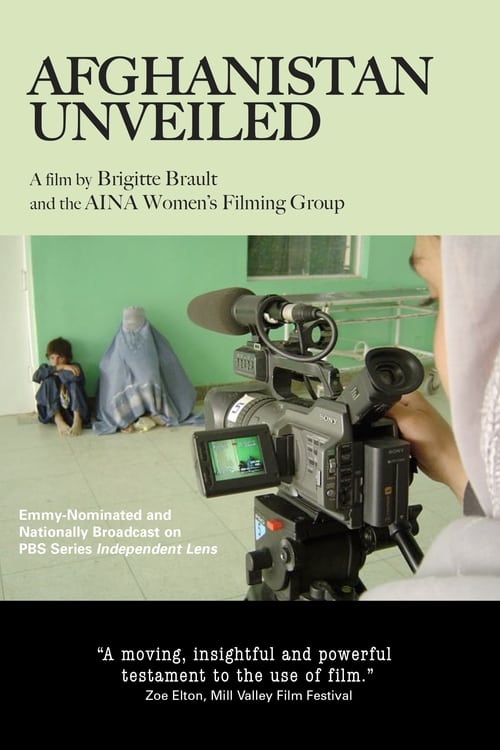 AFGHANISTAN
UNVEILED
A film by Brigitte Brault
and the AINA Women's Filming Group
SONY
SONY
Emmy-Nominated and
Nationally Broadcast on
PBS Series Independent Lens
“A moving, insightful and powerful
testament to the use of film.”
Zoe Elton, Mill Valley Film Festival